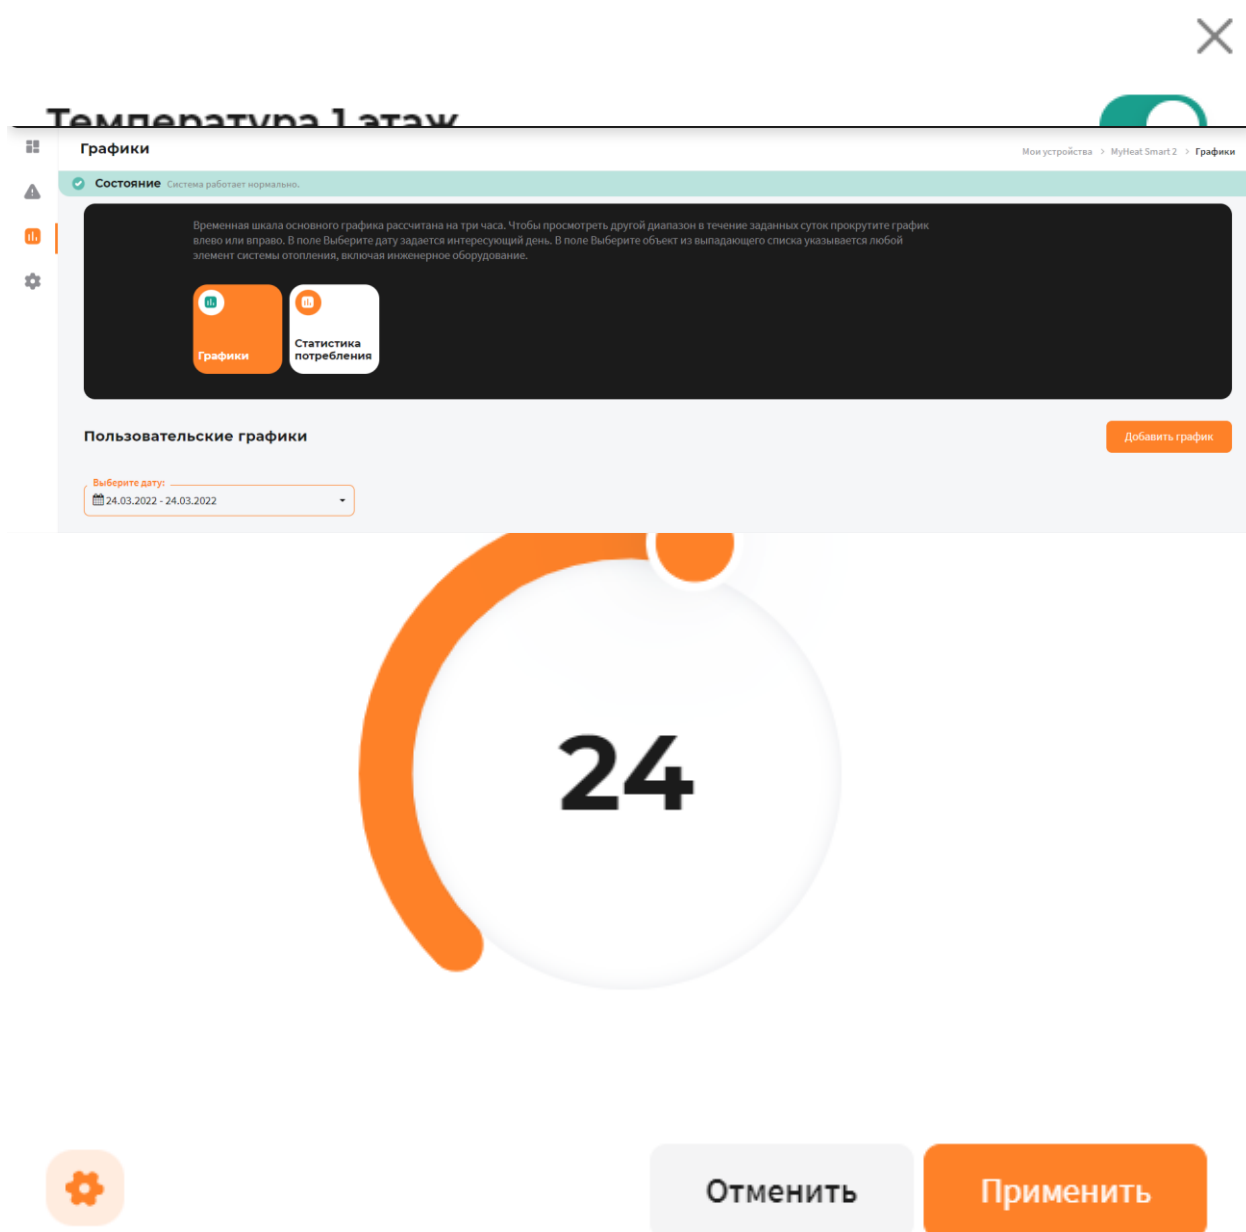 Температура 1 этаж
Графики
Мои устройства > MyHeat Smart 2 > Графики
Состояние Система работает нормально.
Временная шкала основного графика рассчитана на три часа. Чтобы просмотреть другой диапазон в течение заданных суток прокрутите график
влево или вправо. В поле Выберите дату задается интересующий день. В поле Выберите объект из выпадающего списка указывается любой
элемент системы отопления, включая инженерное оборудование.
Графики
Статистика
потребления
Пользовательские графики
Добавить график
Выберите дату:
24.03.2022 - 24.03.2022
24
Отменить
Применить